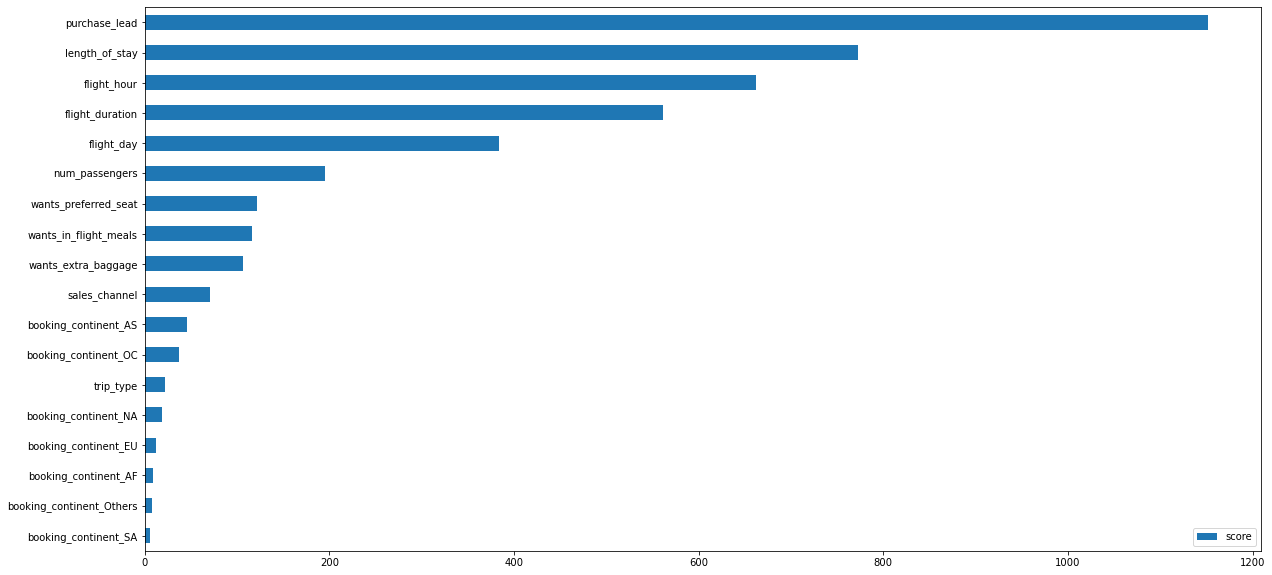 purchase_lead
length_of_stay
flight_hour
flight_duration
flight_day
num_passengers
wants_preferred_seat
wants_in_flight_meals
wants_extra_baggage
sales_channel
booking_continent_AS
booking_continent_OC
trip_type
booking_continent_NA
booking_continent_EU
booking_continent_AF
booking_continent_Others
booking_continent_SA
score
0 200 400 600 800 1000 1200